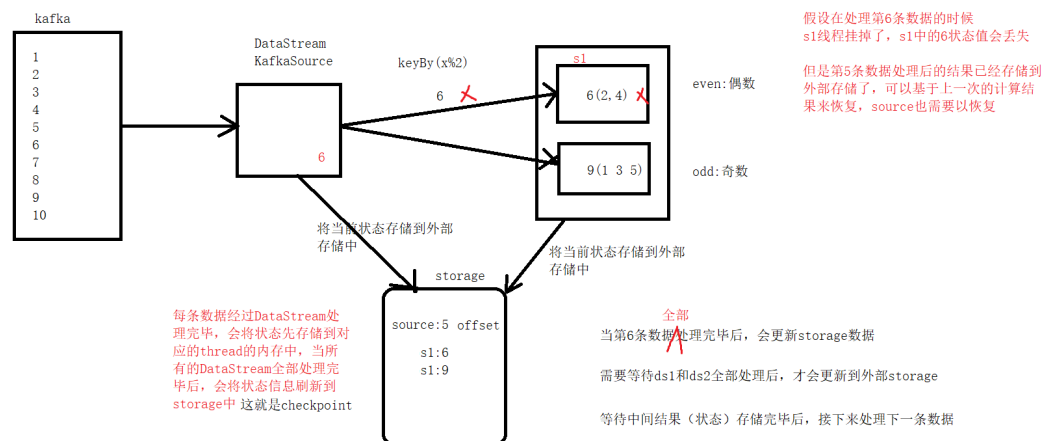 kafka
1
2
3
4
5
6
7
8
9
10
DataStream
KafkaSource
6
keyBy(x%2)
6
s1
6(2,4)
9(1 3 5)
even:偶数
odd:奇数
假设在处理第6条数据的时候
s1线程挂掉了，s1中的6状态值会丢失
但是第5条数据处理后的结果已经存储到
外部存储了，可以基于上一次的计算结
果来恢复，source也需要以恢复
将当前状态存储到外部
存储中
将当前状态存储到外部
存储中
storage
source:5 offset
s1:6
s1:9
每条数据经过DataStream处
理完毕，会将状态先存储到对
应的thread的内存中，当所
有的DataStream全部处理完
毕后，会将状态信息刷新到
storage中 这就是checkpoint
全部
当第6条数据处理完毕后，会更新storage数据
需要等待ds1和ds2全部处理后，才会更新到外部storage
等待中间结果（状态）存储完毕后，接下来处理下一条数据